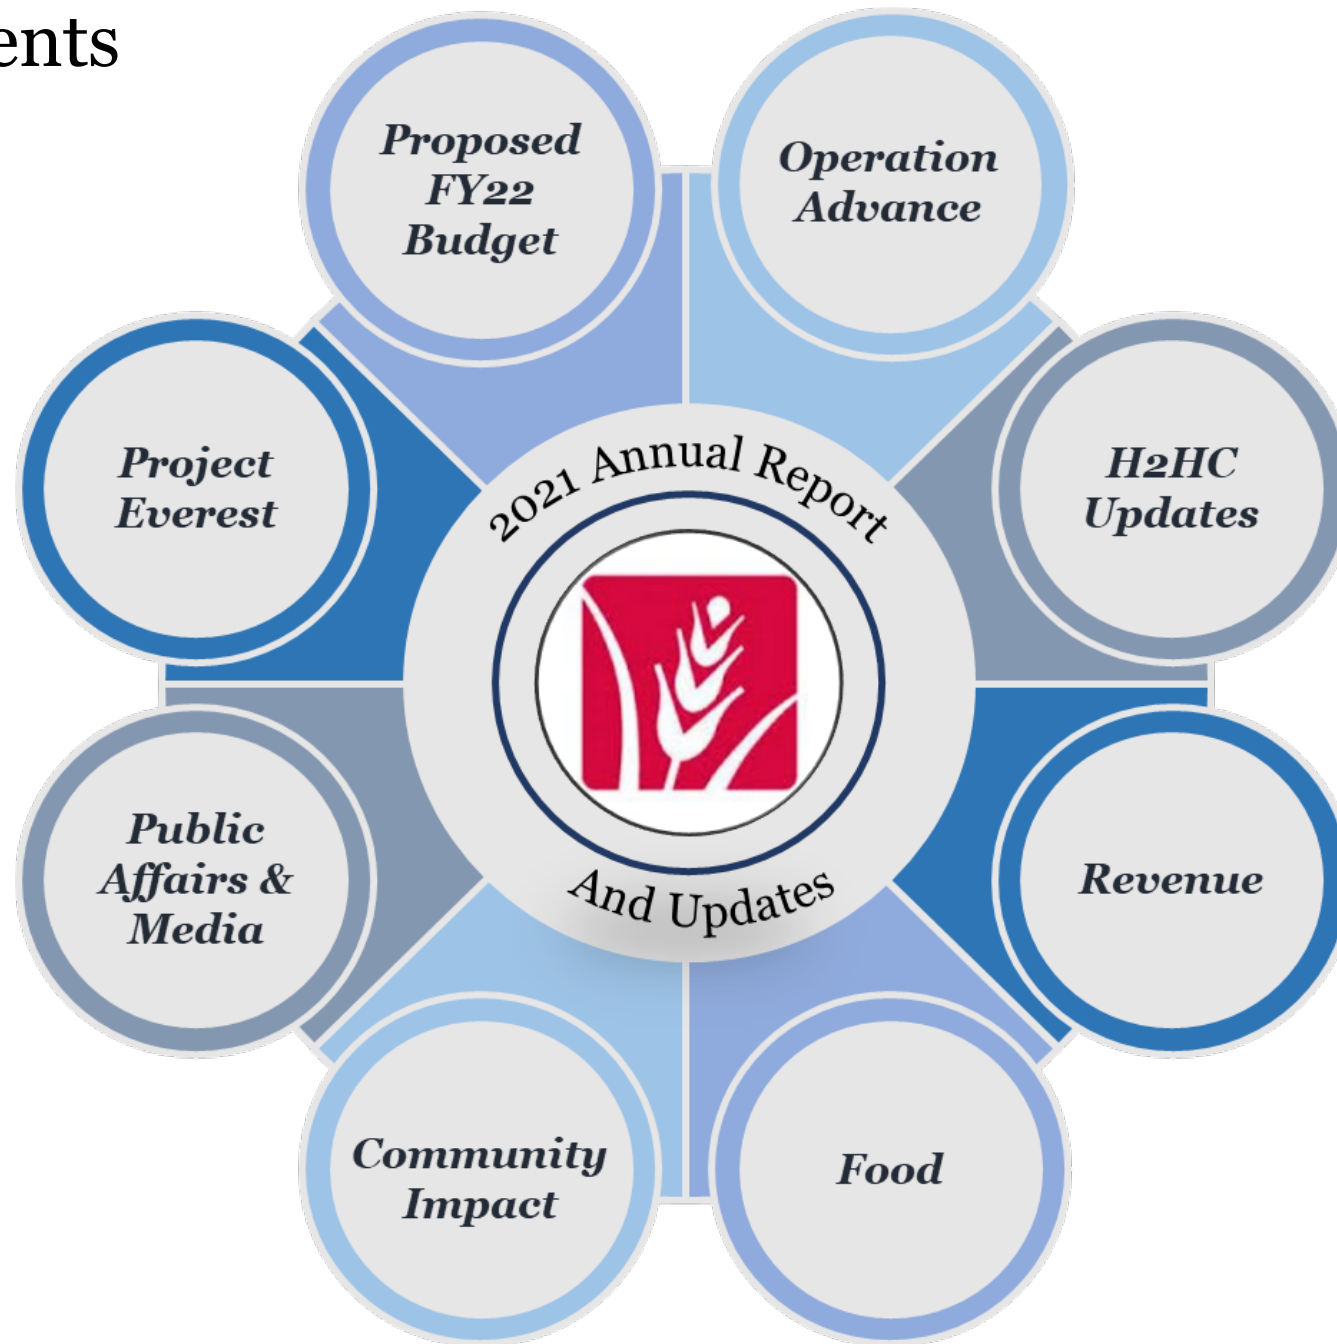 ents
Proposed
FY22
Budget
Operation
Advance
Project
Everest
H2HC
Updates
2021 Annual Report
And Updates
Public
Affairs &
Media
Revenue
Community
Impact
Food